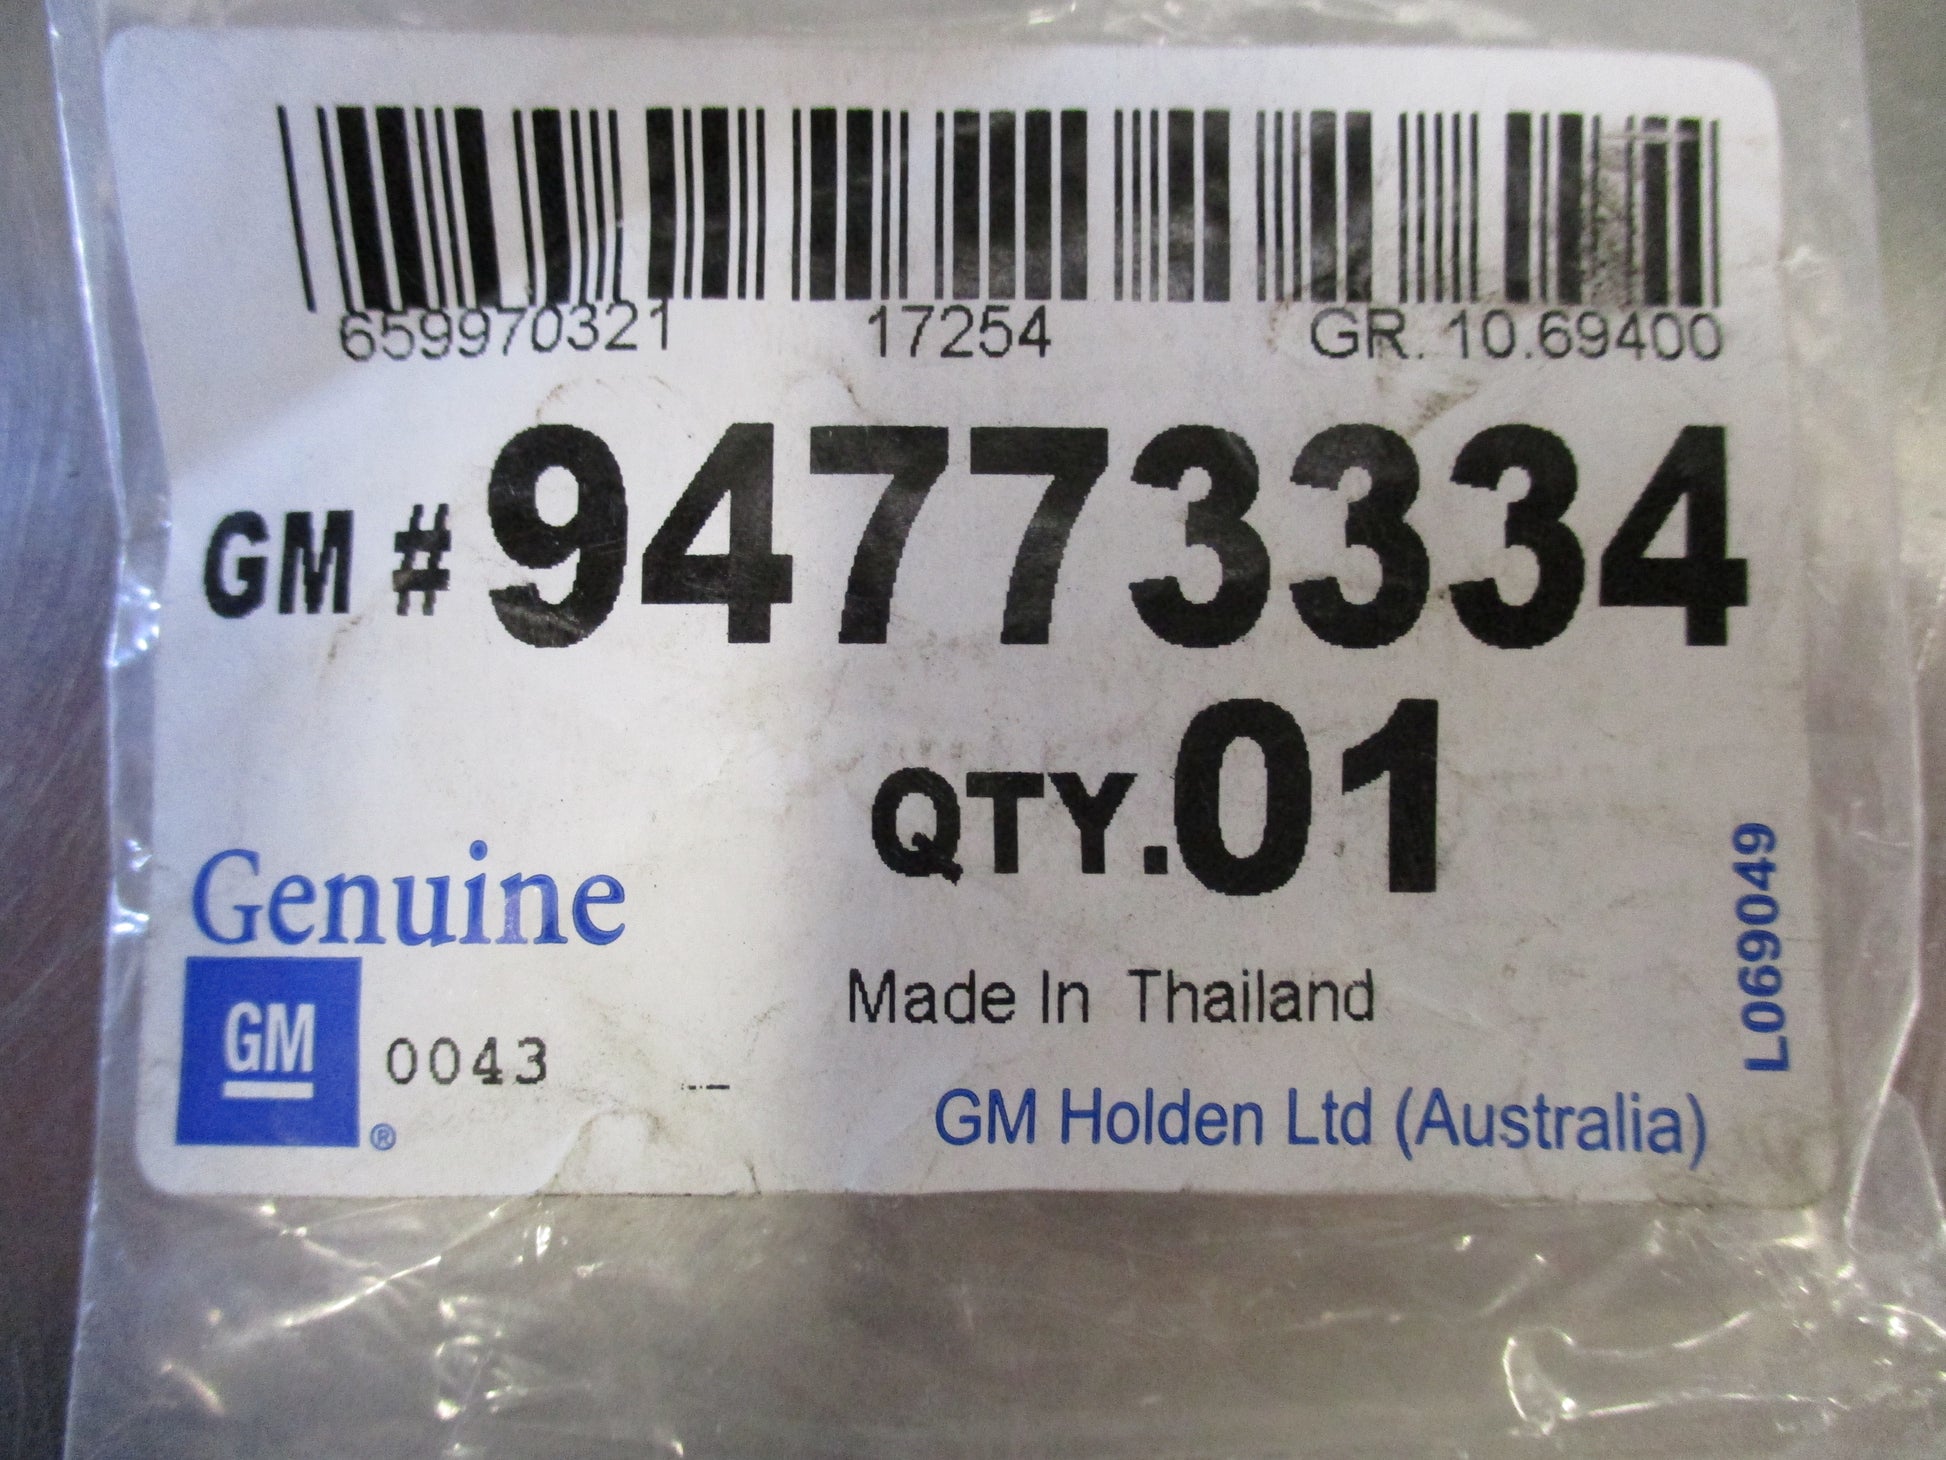 659970321 17254 GR. 10.69400
GM # 94773334
QTY. 01
Genuine
GM ®
0043
Made In Thailand
GM Holden Ltd (Australia)
L069049